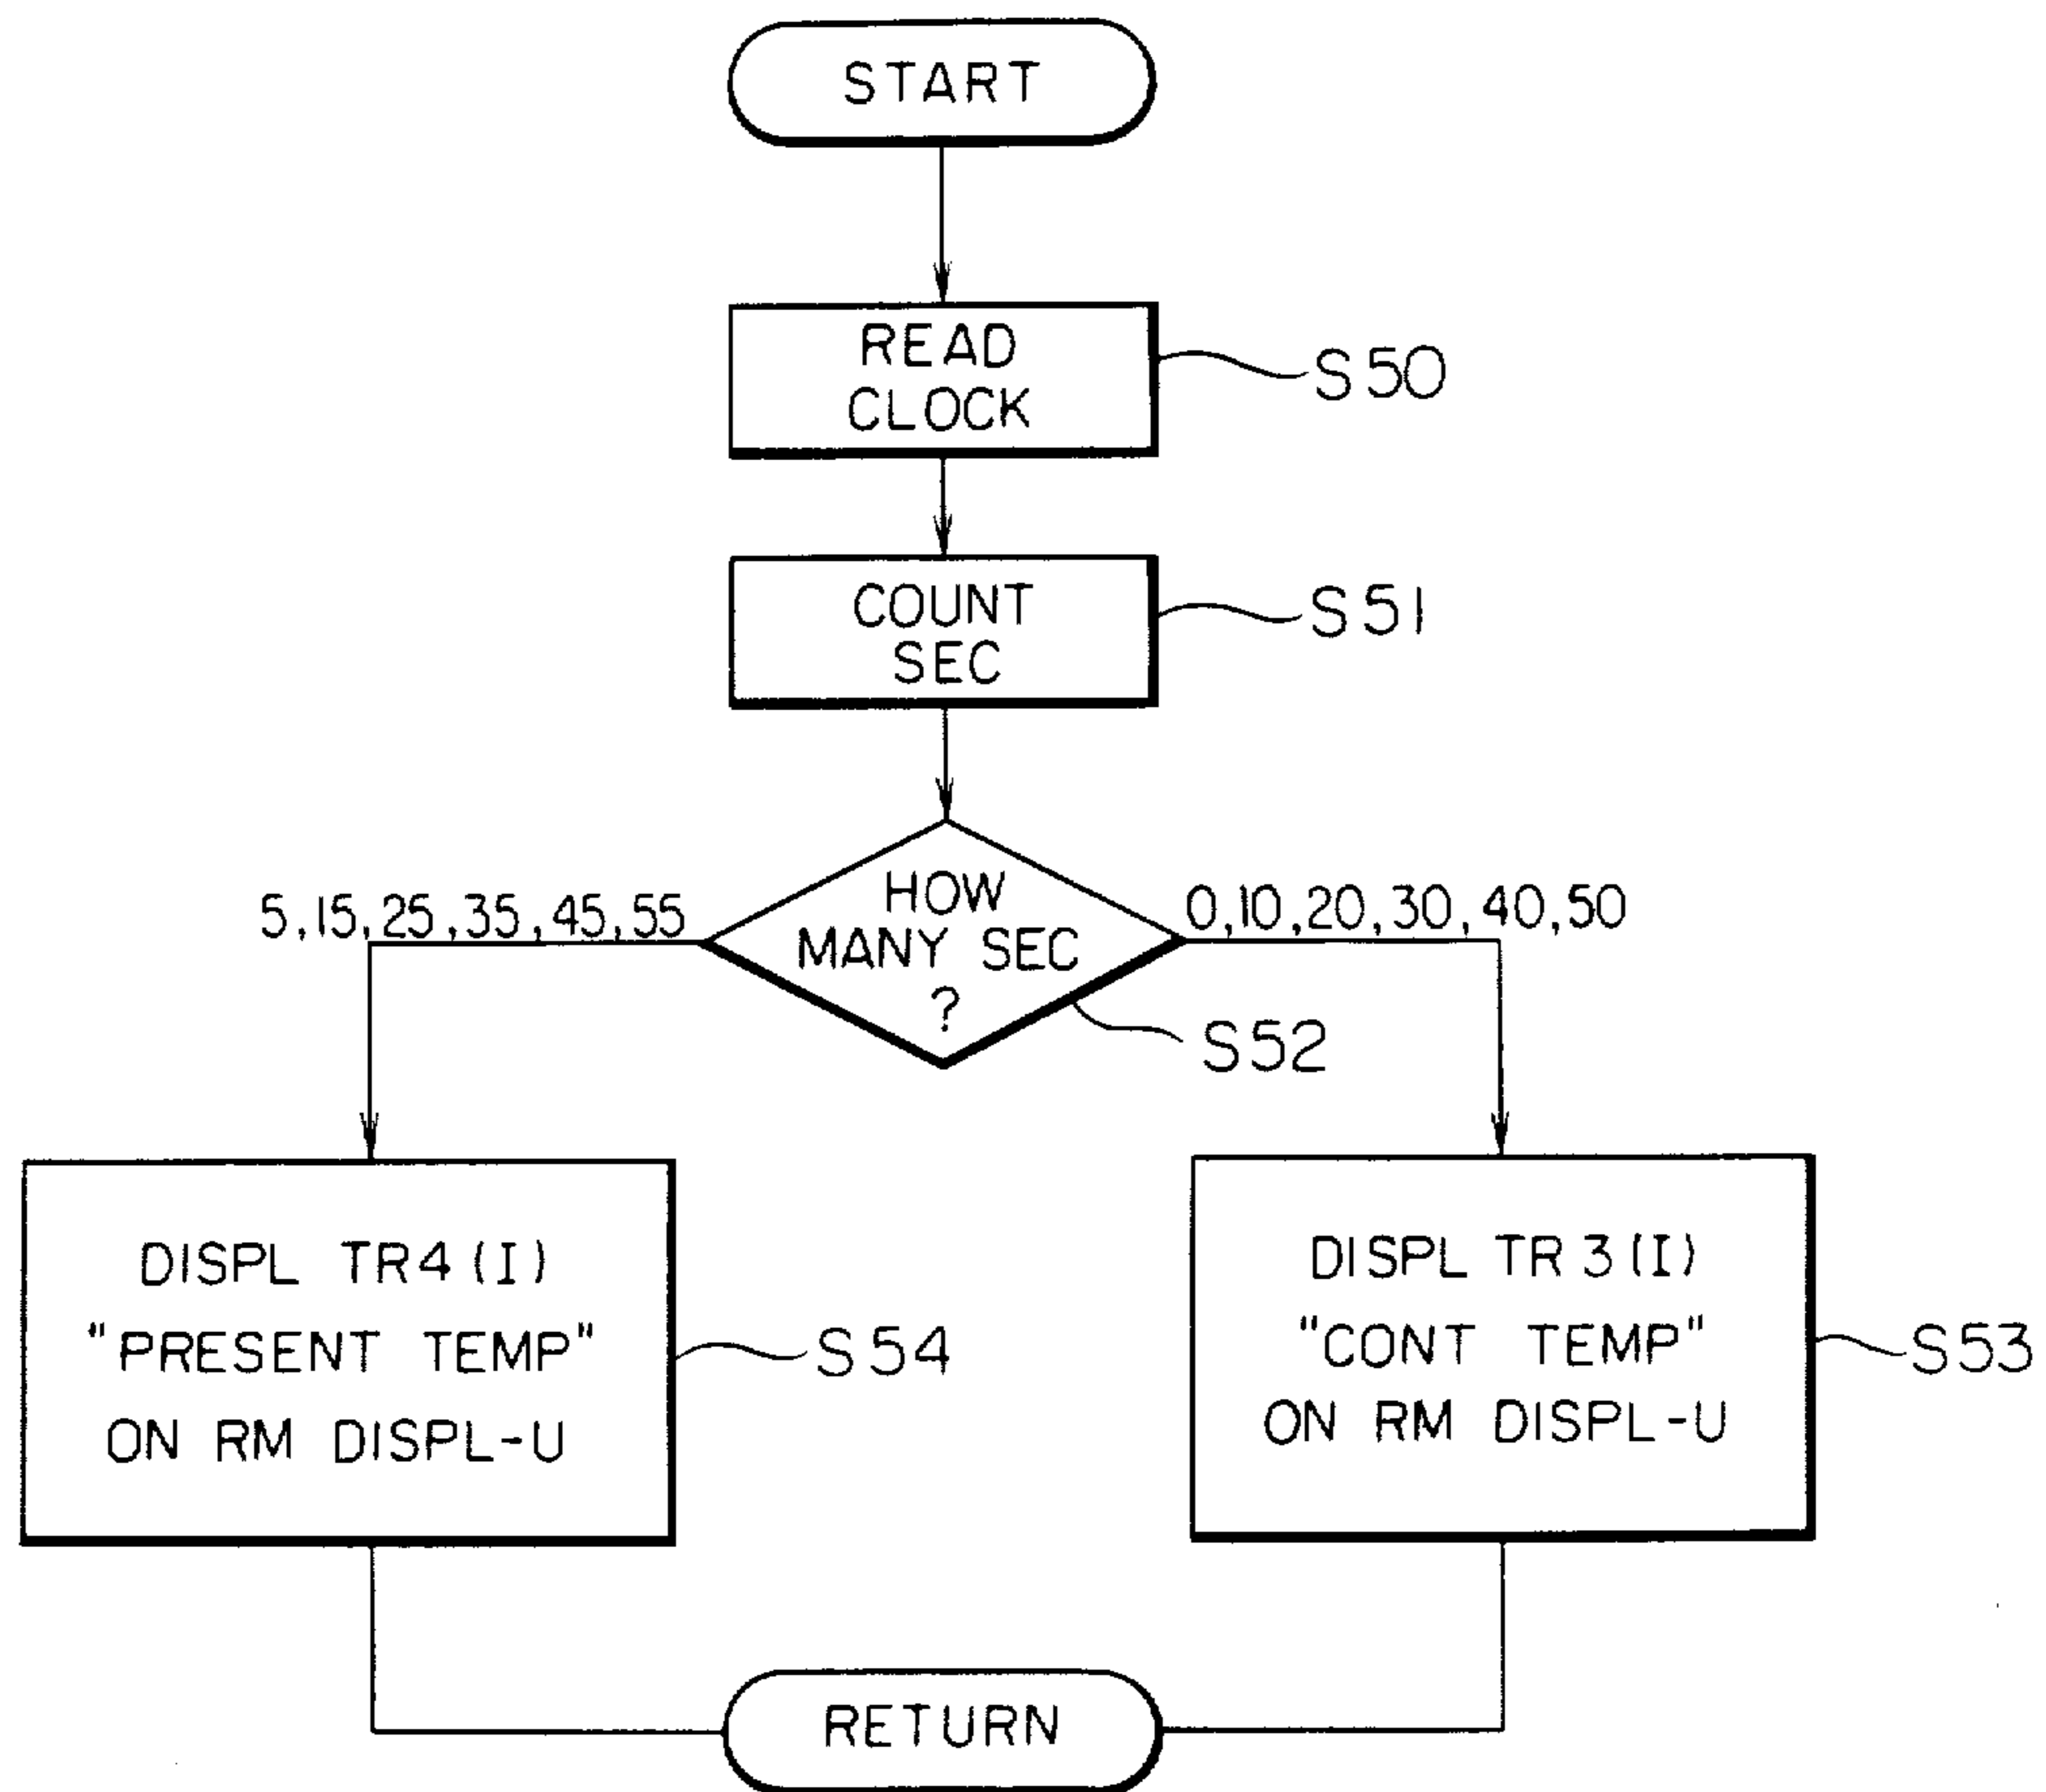 START
READ
CLOCK
S50
COUNT
SEC
S51
HOW
MANY SEC
?
5,15,25,35,45,55
0,10,20,30,40,50
S52
DISPL TR4(I)
"PRESENT TEMP"
ON RM DISPL-U
S54
DISPL TR3(I)
"CONT TEMP"
ON RM DISPL-U
S53
RETURN